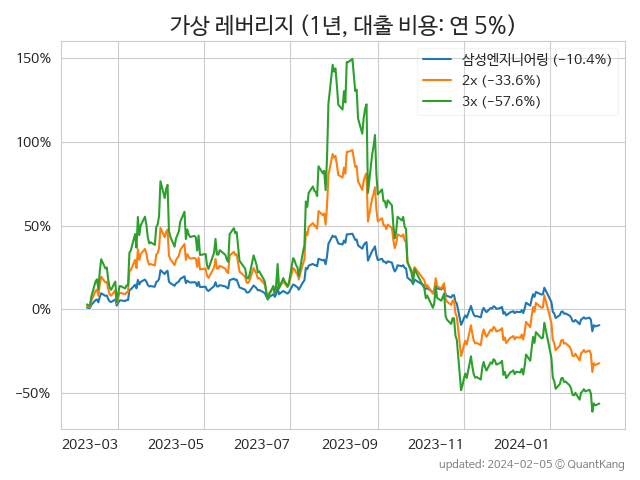 가상 레버리지 (1년, 대출 비용: 연 5%)
150%
100%
50%
0%
−50%
삼성엔지니어링 (−10.4%)
2x (−33.6%)
3x (−57.6%)
2023-03 2023-05 2023-07 2023-09 2023-11 2024-01
updated: 2024-02-05 © QuantKang